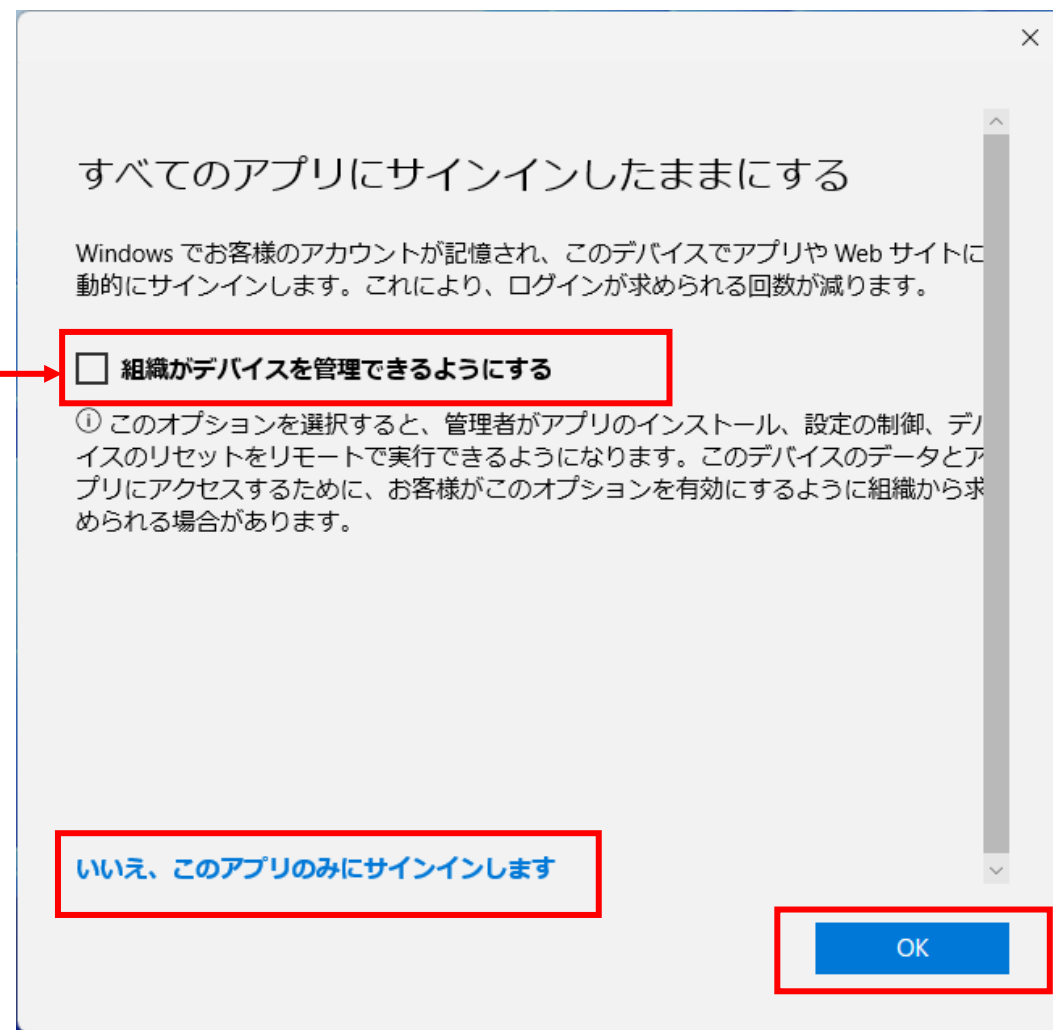 すべてのアプリにサインインしたままにする
Windows でお客様のアカウントが記憶され、このデバイスでアプリや Web サイトに
動的にサインインします。これにより、ログインが求められる回数が減ります。
組織がデバイスを管理できるようにする
このオプションを選択すると、管理者がアプリのインストール、設定の制御、デバ
イスのリセットをリモートで実行できるようになります。このデバイスのデータとア
プリにアクセスするために、お客様がこのオプションを有効にするように組織から求
められる場合があります。
いいえ、このアプリのみにサインインします
OK